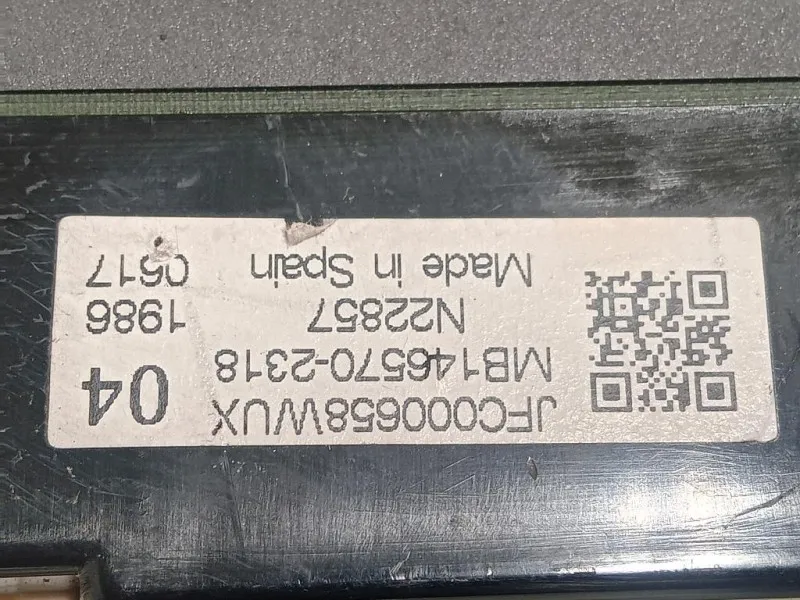 JFC000658WUX 04
MB146570-2318
N22857 1986
Made in Spain 0617